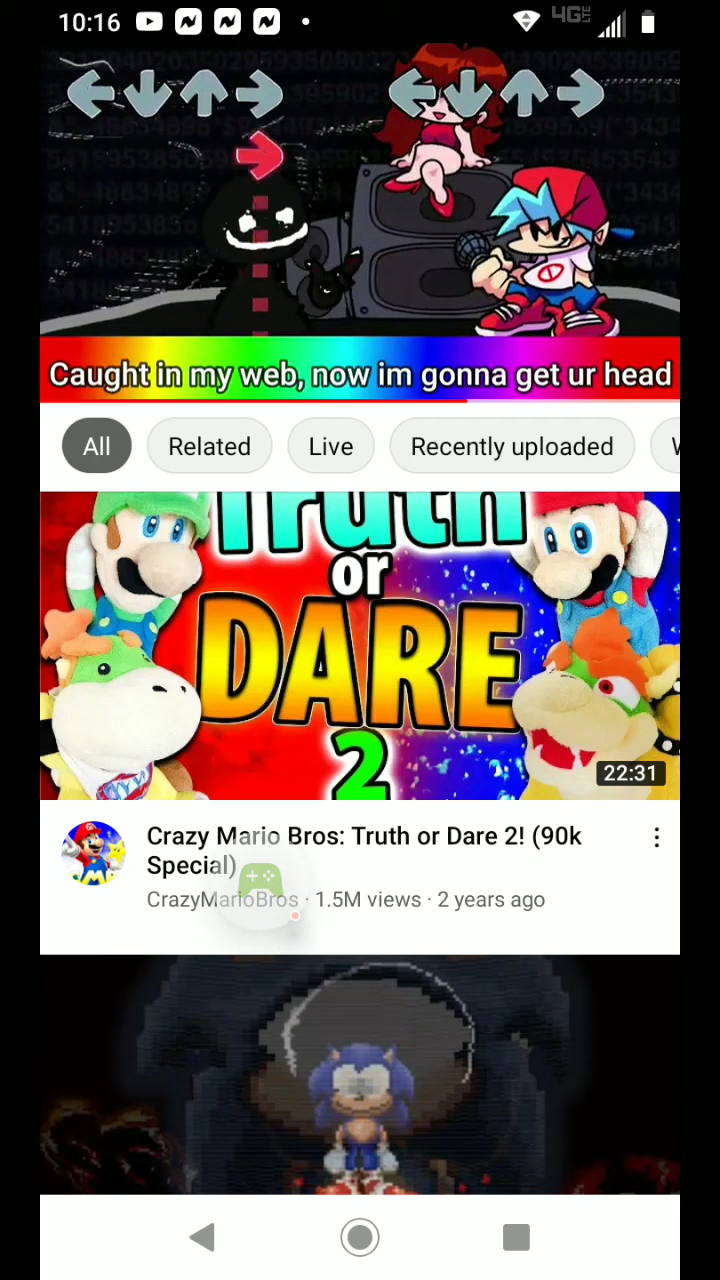 10:16
4G LTE
Caught in my web, now im gonna get ur head
All
Related
Live
Recently uploaded
Truth
or
DARE
2
22:31
Crazy Mario Bros: Truth or Dare 2! (90k
Special)
CrazyMarioBros · 1.5M views · 2 years ago